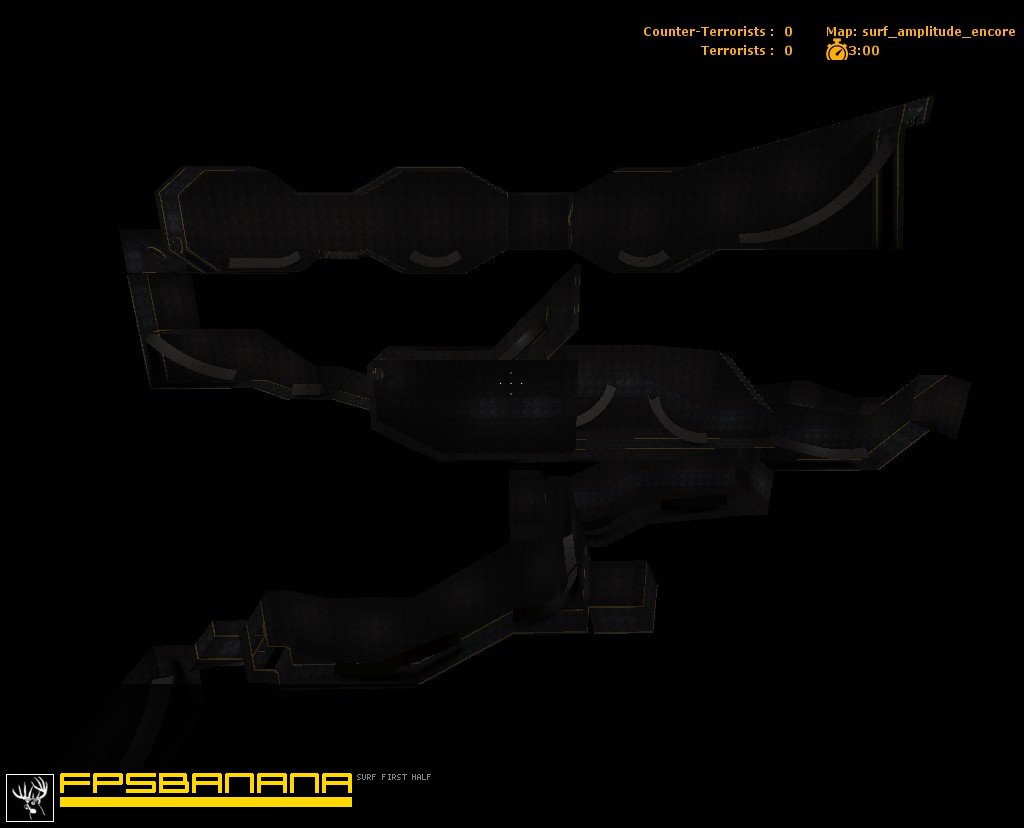 Counter-Terrorists : 0 Map: surf_amplitude_encore
Terrorists : 0 3:00
FPSBANANA SURF FIRST HALF